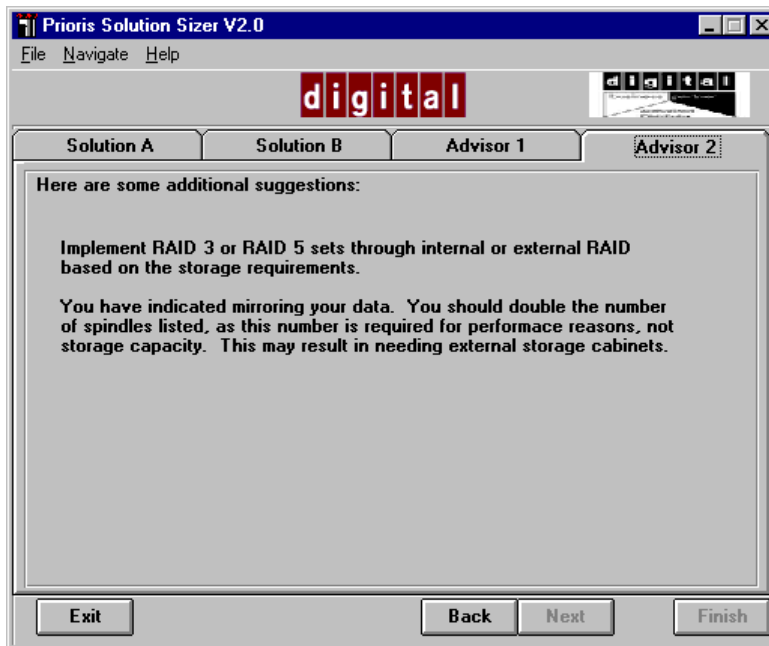 Prioris Solution Sizer V2.0
File Navigate Help
digital
digital
Solution A Solution B Advisor 1 Advisor 2
Here are some additional suggestions:
Implement RAID 3 or RAID 5 sets through internal or external RAID
based on the storage requirements.
You have indicated mirroring your data. You should double the number
of spindles listed, as this number is required for performace reasons, not
storage capacity. This may result in needing external storage cabinets.
Exit Back Next Finish